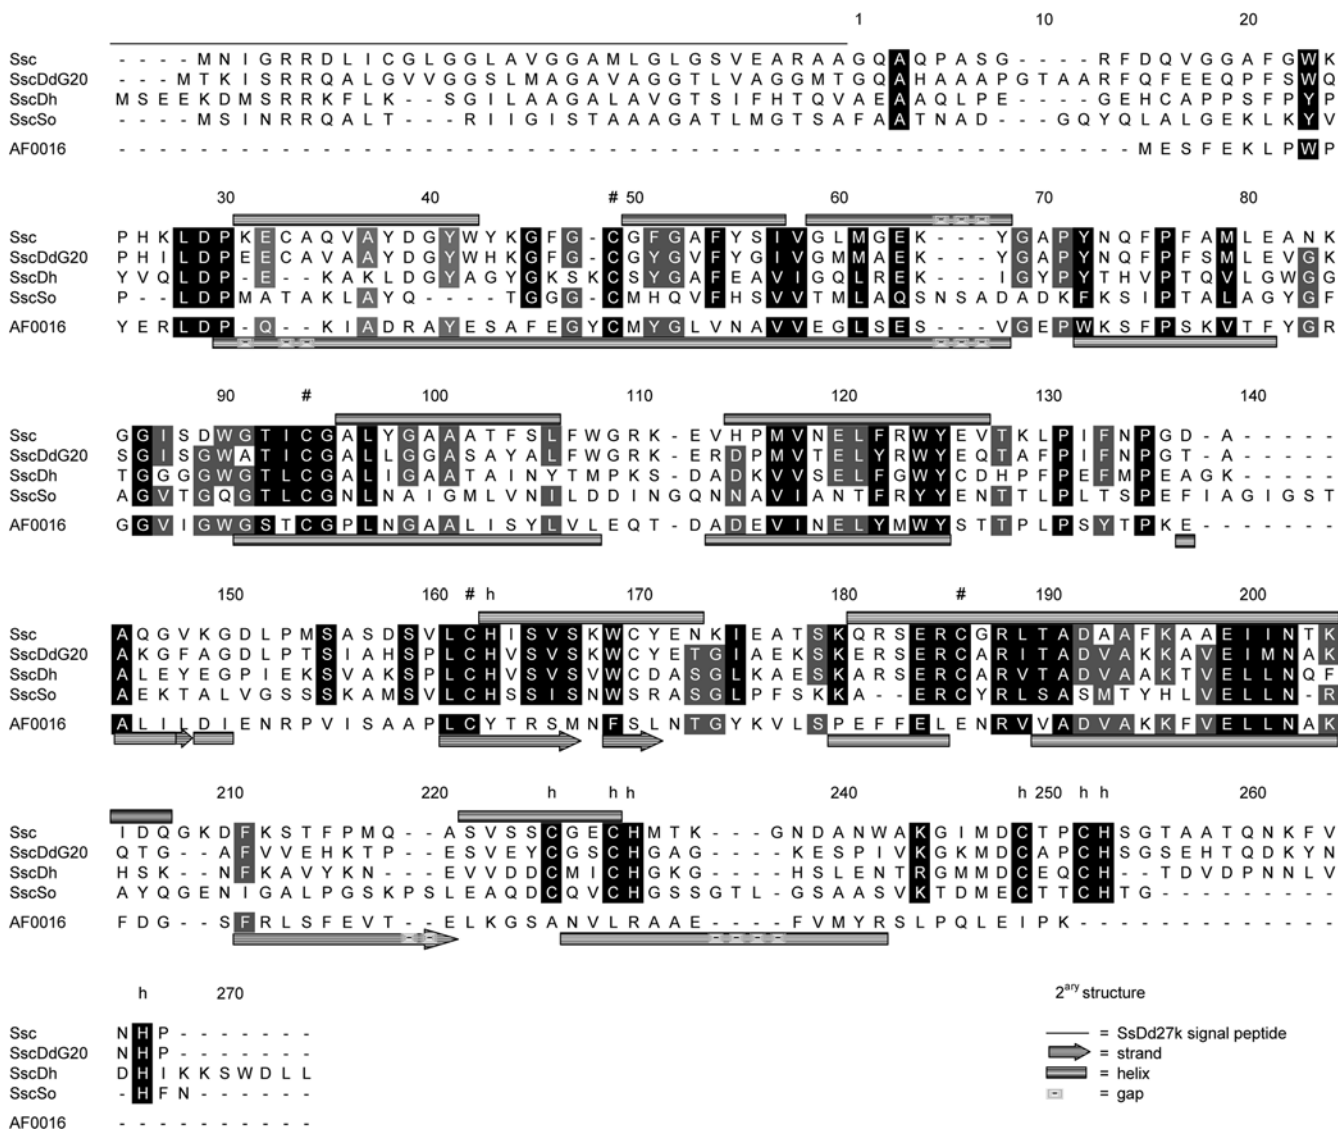 1 10 20
Ssc - - - - M N I G R R D L I C G L G G L A V G G A M L G L G S V E A R A A G Q A Q P A S G - - - - R F D Q V G G A F G W K
SscDdG20 - - - M T K I S R R Q A L G V V G G S L M A G A V A G G T L V A G G M T G Q A H A A A P G T A A R F Q F E E Q P F S W Q
SscDh M S E E K D M S R R K F L K - - S G I L A A G A L A V G T S I F H T Q V A E A A Q L P E - - - - G E H C A P P S F P Y P
SscSo - - - - M S I N R R Q A L T - - R I I G I S T A A A G A T L M G T S A F A A T N A D - - - G Q Y Q L A L G E K L K Y V
AF0016 - - - - - - - - - - - - - - - - - - - - - - - - - - - - - - - - - - - - - - - - - - - - - - - - - - M E S F E K L P W P
30 40 # 50 60 70 80
Ssc P H K L D P K E C A Q V A Y D G Y W Y K G F G - C G F G A F Y S I V G L M G E K - - - Y G A P Y N Q F P F A M L E A N K
SscDdG20 P H I L D P E E C A V A A Y D G Y W H K G F G - C G Y G V F Y G I V G M M A E K - - - Y G A P Y N Q F P F S M L E V G K
SscDh Y V Q L D P - E - - K A K L D G Y A G Y G K S K C S Y G A F E A V I G Q L R E K - - - I G Y P Y T H V P T Q V L G W G G
SscSo P - - L D P M A T A K L A Y Q - - - - T G G G - C M H Q V F H S V V T M L A Q S N S A D A D K F K S I P T A L A G Y G F
AF0016 Y E R L D P - Q - - K I A D R A Y E S A F E G Y C M Y G L V N A V V E G L S E S - - - V G E P W K S F P S K V T F Y G R
90 # 100 110 120 130 140
Ssc G G I S D W G T I C G A L Y G A A A T F S L F W G R K - E V H P M V N E L F R W Y E V T K L P I F N P G D - A - - - - -
SscDdG20 S G I S G W A T I C G A L L G G A S A Y A L F W G R K - E R D P M V T E L Y R W Y E Q T A F P I F N P G T - A - - - - -
SscDh T G G G G W G T L C G A L I G A A T A I N Y T M P K S - D A D K V V S E L F G W Y C D H P F P E F M P E A G K - - - - -
SscSo A G V T G Q G T L C G N L N A I G M L V N I L D D I N G Q N N A V I A N T F R Y Y E N T T L P L T S P E F I A G I G S T
AF0016 G G V I G W G S T C G P L N G A A L I S Y L V L E Q T - D A D E V I N E L Y M W Y S T T P L P S Y T P K E - - - - - - -
150 160 # h 170 180 # 190 200
Ssc A Q G V K G D L P M S A S D S V L C H I S V S K W C Y E N K I E A T S K Q R S E R C G R L T A D A A F K A A E I I N T K
SscDdG20 A K G F A G D L P T S I A H S P L C H V S V S K W C Y E T G I A E K S K E R S E R C A R I T A D V A K K T V E I M N A K
SscDh A L E Y E G P I E K S V A K S P L C H V S V S V W C D A S G L K A E S K A R S E R C A R V T A D V A A K T V E L L N Q F
SscSo A E K T A L V G S S S K A M S V L C H S S I S N W S R A S G L P F S K K A - - E R C Y R L S A S M T Y H L V E L L N - R
AF0016 A L I L D I E N R P V I S A A P L C Y T R S M N F S L N T G Y K V L S P E F F E L E N R V V A D V A K K F V E L L N A K
210 220 h h h 240 h 250 h h 260
Ssc I D Q G K D F K S T F P M Q - - A S V S S C G E C H M T K - - - G N D A N W A K G I M D C T P C H S G T A A T Q N K F V
SscDdG20 Q T G - - A F V V E H K T P - - E S V E Y C G S C H G A G - - - - K E S P I V K G K M D C A P C H S G S E H T Q D K Y N
SscDh H S K - - N F K A V Y K N - - - E V V D D C M I C H G K G - - - - H S L E N T R G M M D C E Q C H - - T D V D P N N L V
SscSo A Y Q G E N I G A L P G S K P S L E A Q D C Q V C H G S S G T L - G S A A S V K T D M E C T T C H T G - - - - - - - - -
AF0016 F D G - - S F R L S F E V T - - E L K G S A N V L R A A E - - - - F V M Y R S L P Q L E I P K - - - - - - - - - - - - -
h 270
Ssc N H P - - - - - - -
SscDdG20 N H P - - - - - - -
SscDh D H I K K S W D L L
SscSo - H F N - - - - - -
AF0016 - - - - - - - - - -
2ary structure
= SsDd27k signal peptide
= strand
= helix
= gap